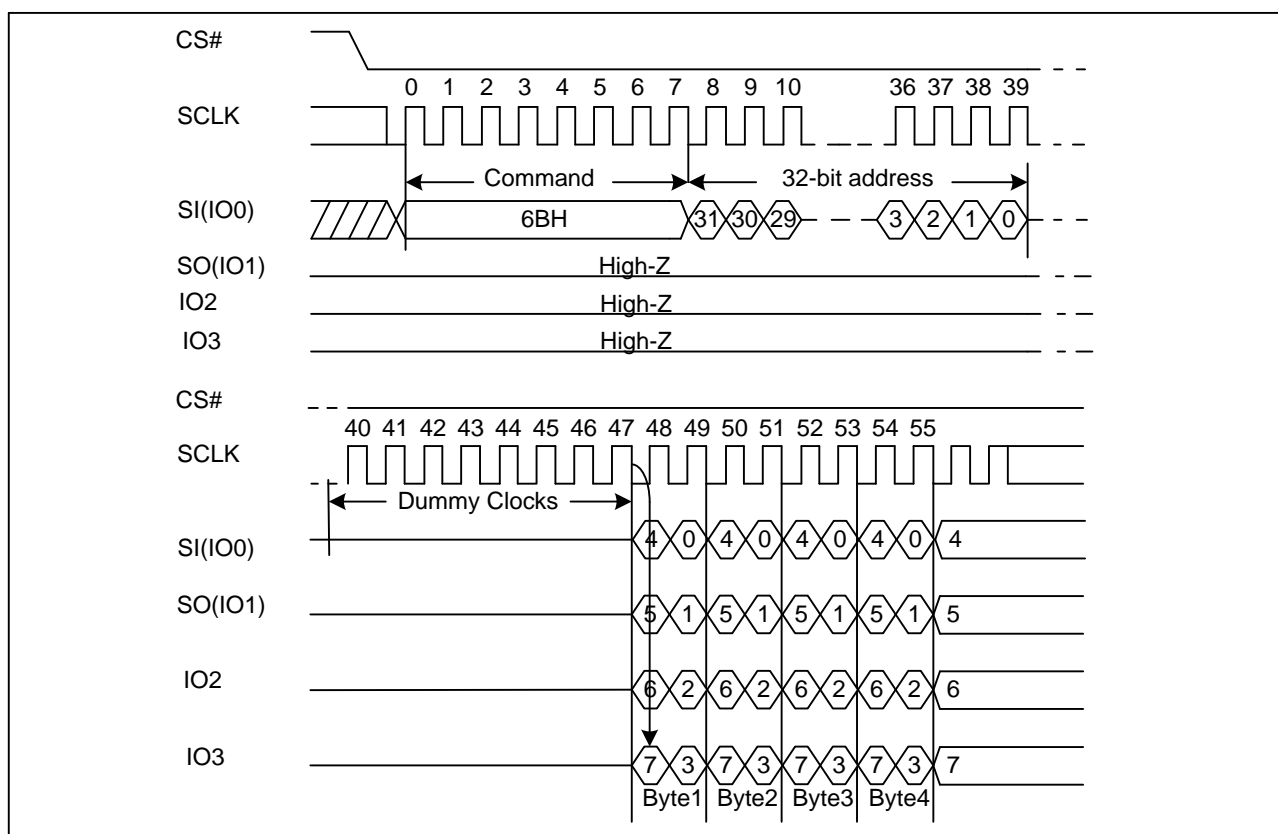 CS#
0 1 2 3 4 5 6 7 8 9 10 36 37 38 39
SCLK
Command 32-bit address
SI(IO0) 6BH 31 30 29 3 2 1 0
SO(IO1) High-Z
IO2 High-Z
IO3 High-Z
CS#
40 41 42 43 44 45 46 47 48 49 50 51 52 53 54 55
SCLK
Dummy Clocks
SI(IO0) 4 0 4 0 4 0 4 0 4
SO(IO1) 5 1 5 1 5 1 5 1 5
IO2 6 2 6 2 6 2 6 2 6
IO3 7 3 7 3 7 3 7 3 7
Byte1 Byte2 Byte3 Byte4